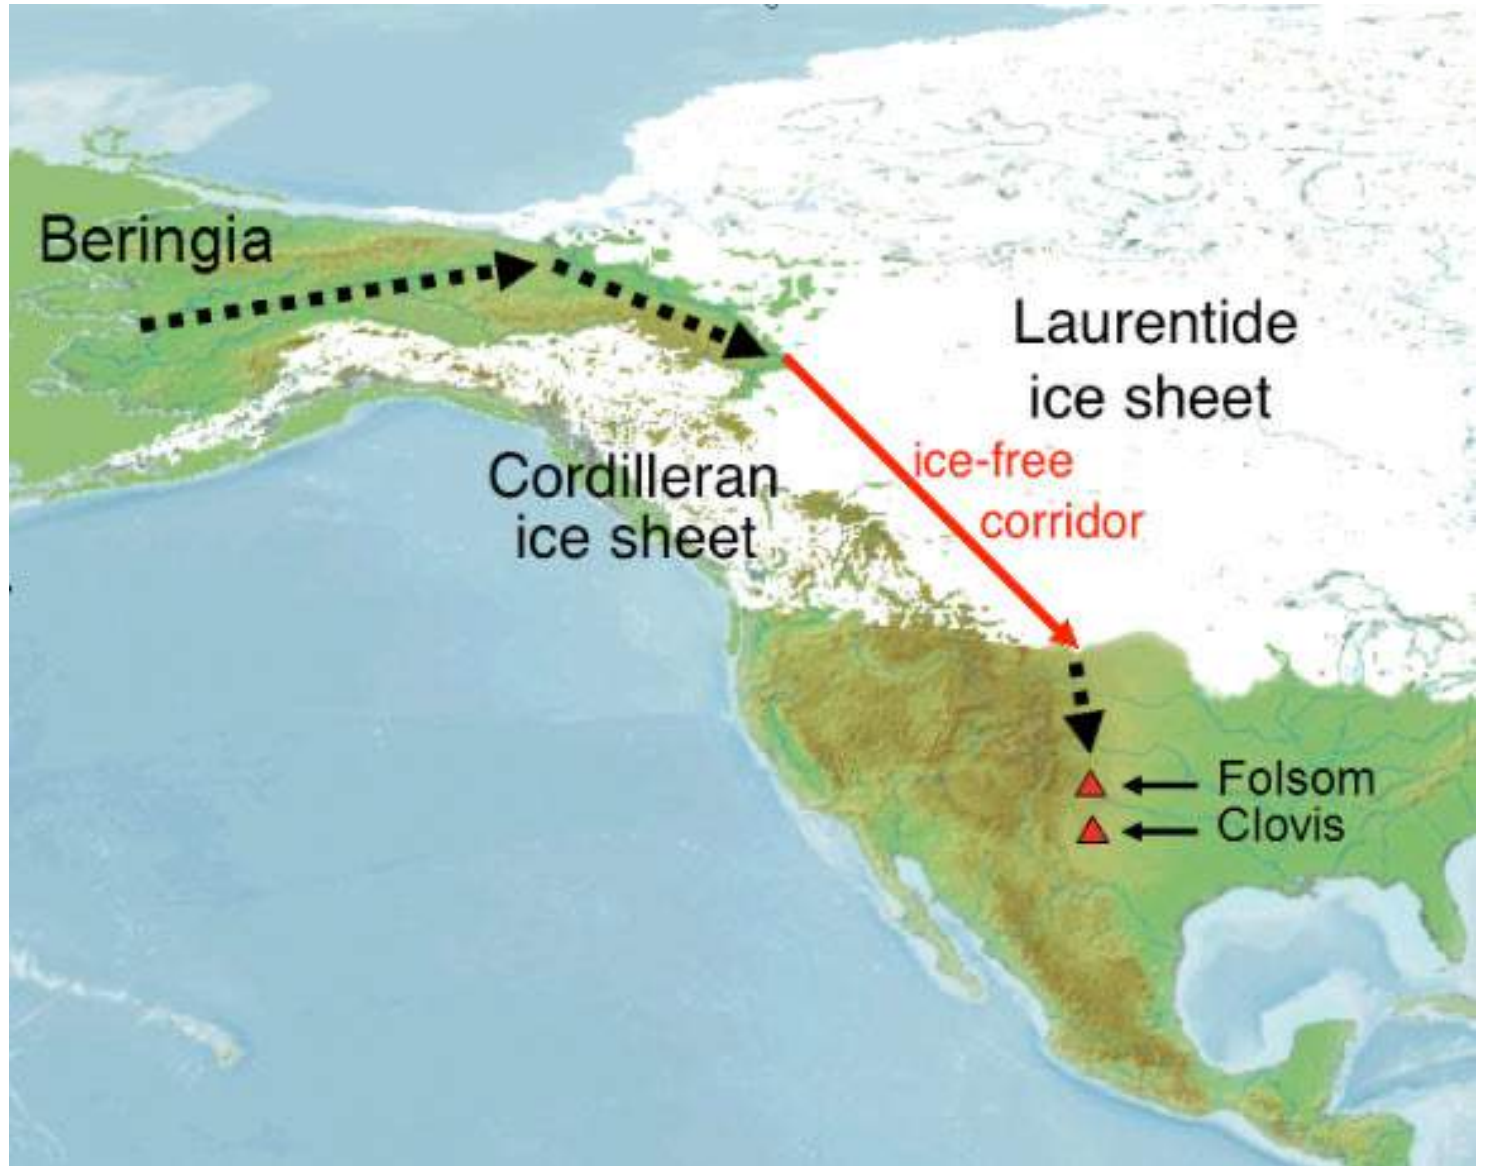 Beringia
Laurentide
ice sheet
ice-free
corridor
Cordilleran
ice sheet
Folsom
Clovis